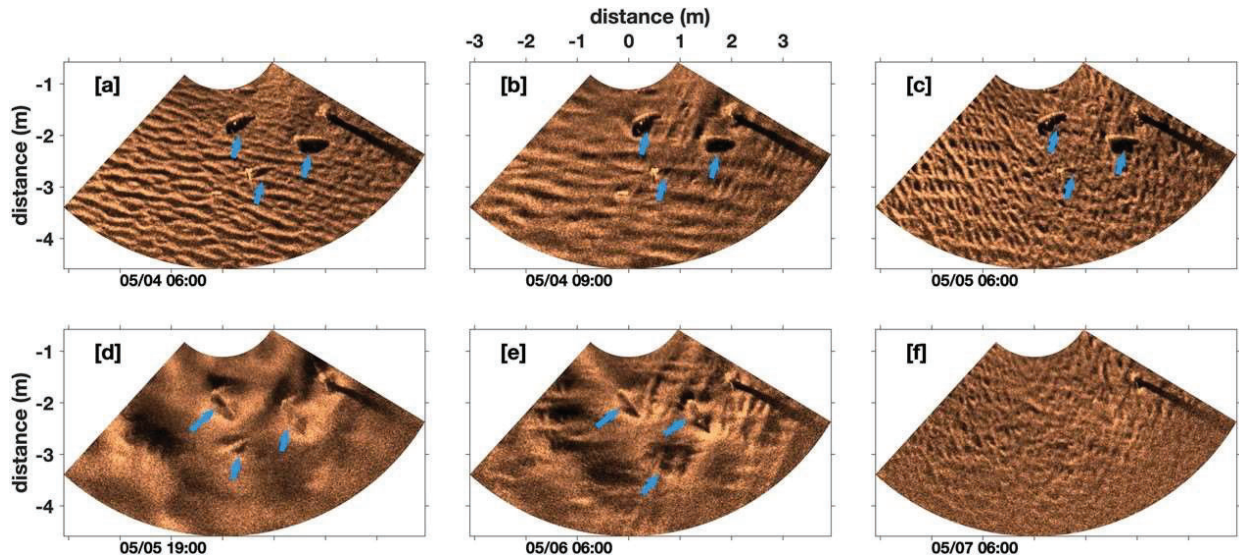 distance (m)
-3 -2 -1 0 1 2 3
distance (m)
-1
-2
-3
-4
[a]
[b]
[c]
05/04 06:00
05/04 09:00
05/05 06:00
distance (m)
-1
-2
-3
-4
[d]
[e]
[f]
05/05 19:00
05/06 06:00
05/07 06:00